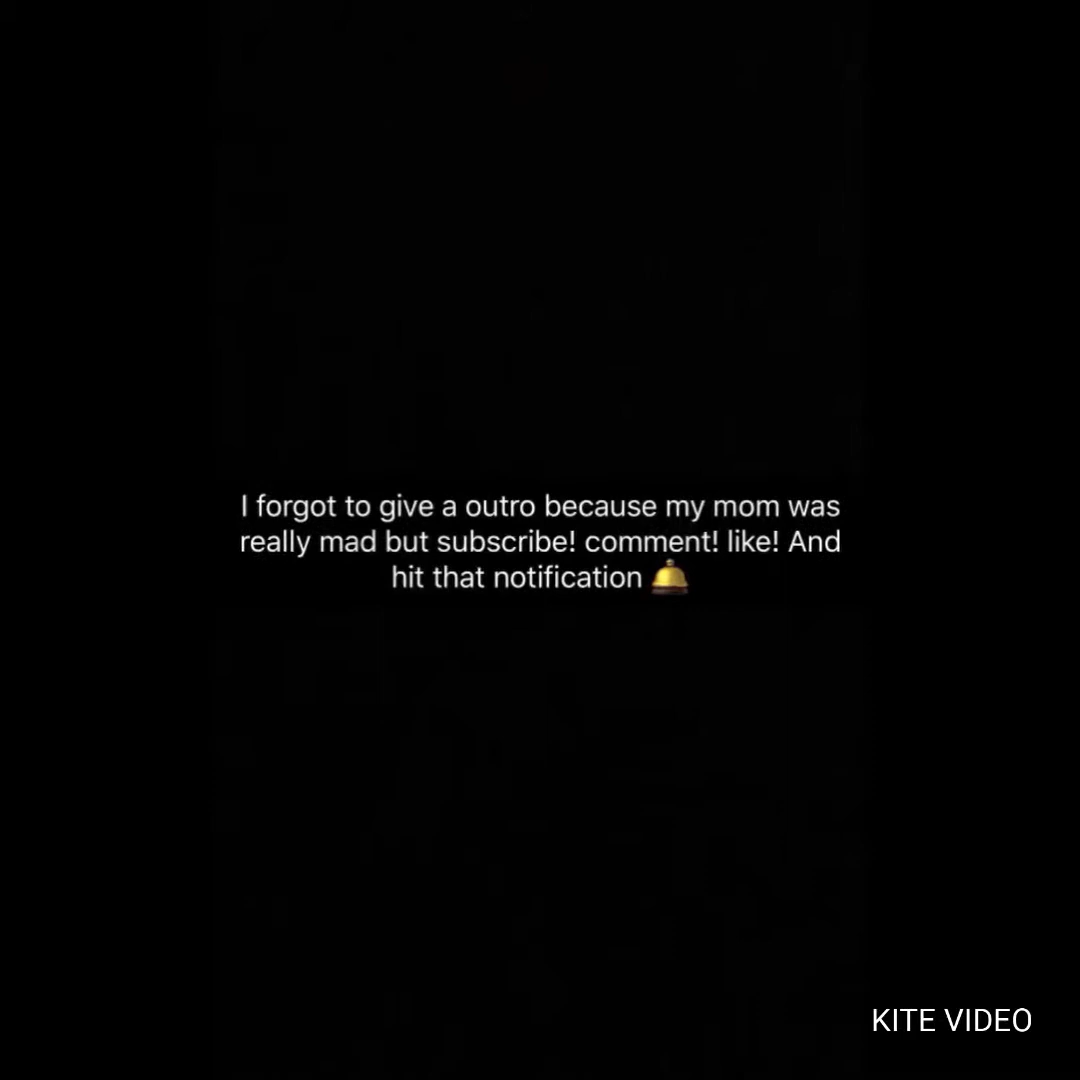 I forgot to give a outro because my mom was
really mad but subscribe! comment! like! And
hit that notification 🛎️
KITE VIDEO